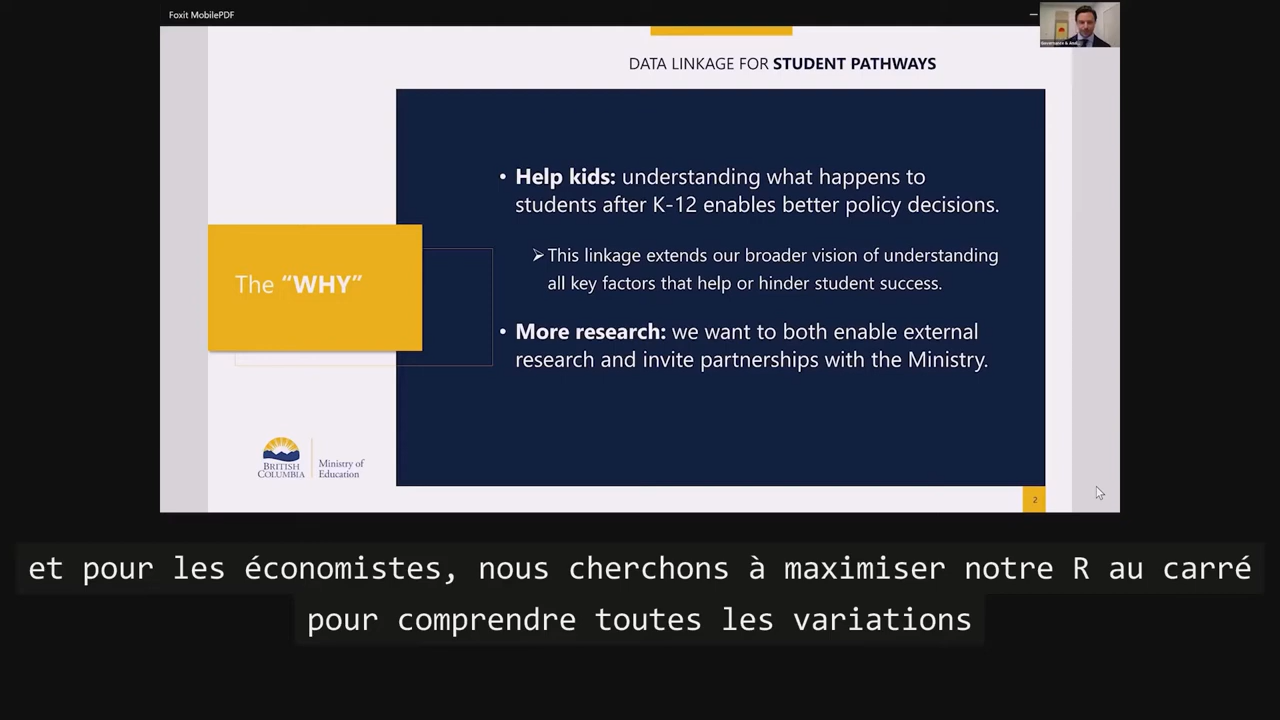 Foxit MobilePDF
DATA LINKAGE FOR STUDENT PATHWAYS
The “WHY”
• Help kids: understanding what happens to
students after K-12 enables better policy decisions.
➢This linkage extends our broader vision of understanding
all key factors that help or hinder student success.
• More research: we want to both enable external
research and invite partnerships with the Ministry.
BRITISH
COLUMBIA
Ministry of
Education
2
et pour les économistes, nous cherchons à maximiser notre R au carré
pour comprendre toutes les variations